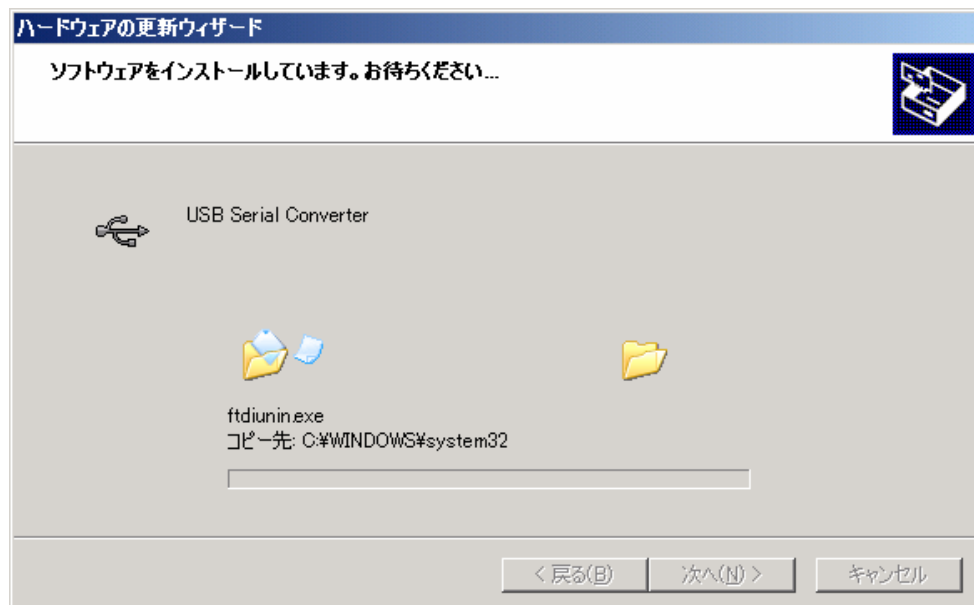 ハードウェアの更新ウィザード
ソフトウェアをインストールしています。お待ちください...
USB Serial Converter
ftdiunin.exe
コピー先: C:¥WINDOWS¥system32
< 戻る(B)
次へ(N) >
キャンセル